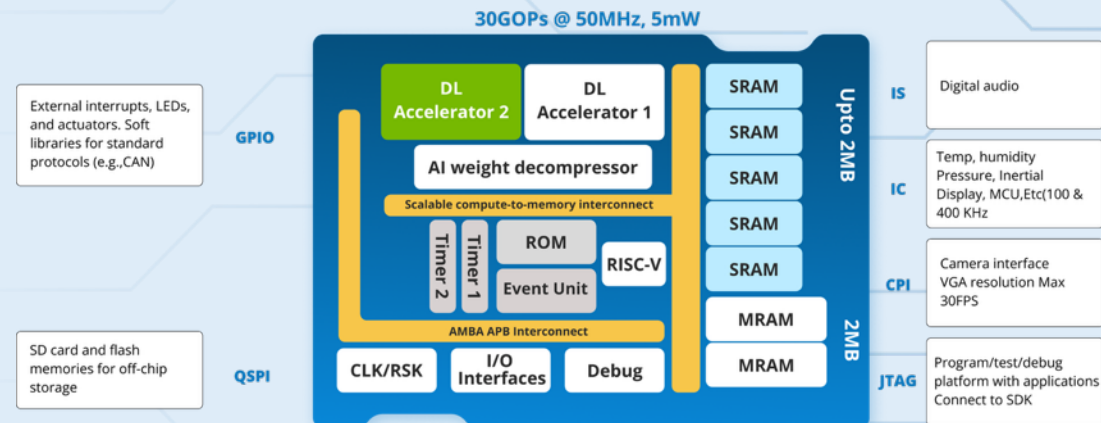 30GOPs @ 50MHz, 5mW
External interrupts, LEDs,
and actuators. Soft
libraries for standard
protocols (e.g.,CAN)
GPIO
SD card and flash
memories for off-chip
storage
QSPI
DL
Accelerator 2
DL
Accelerator 1
AI weight decompressor
Scalable compute-to-memory interconnect
Timer 2
Timer 1
ROM
Event Unit
RISC-V
AMBA APB Interconnect
CLK/RSK
I/O
Interfaces
Debug
SRAM
SRAM
SRAM
SRAM
SRAM
MRAM
MRAM
Upto 2MB
2MB
IS
Digital audio
IC
Temp, humidity
Pressure, Inertial
Display, MCU,Etc(100 &
400 KHz
CPI
Camera interface
VGA resolution Max
30FPS
JTAG
Program/test/debug
platform with applications
Connect to SDK